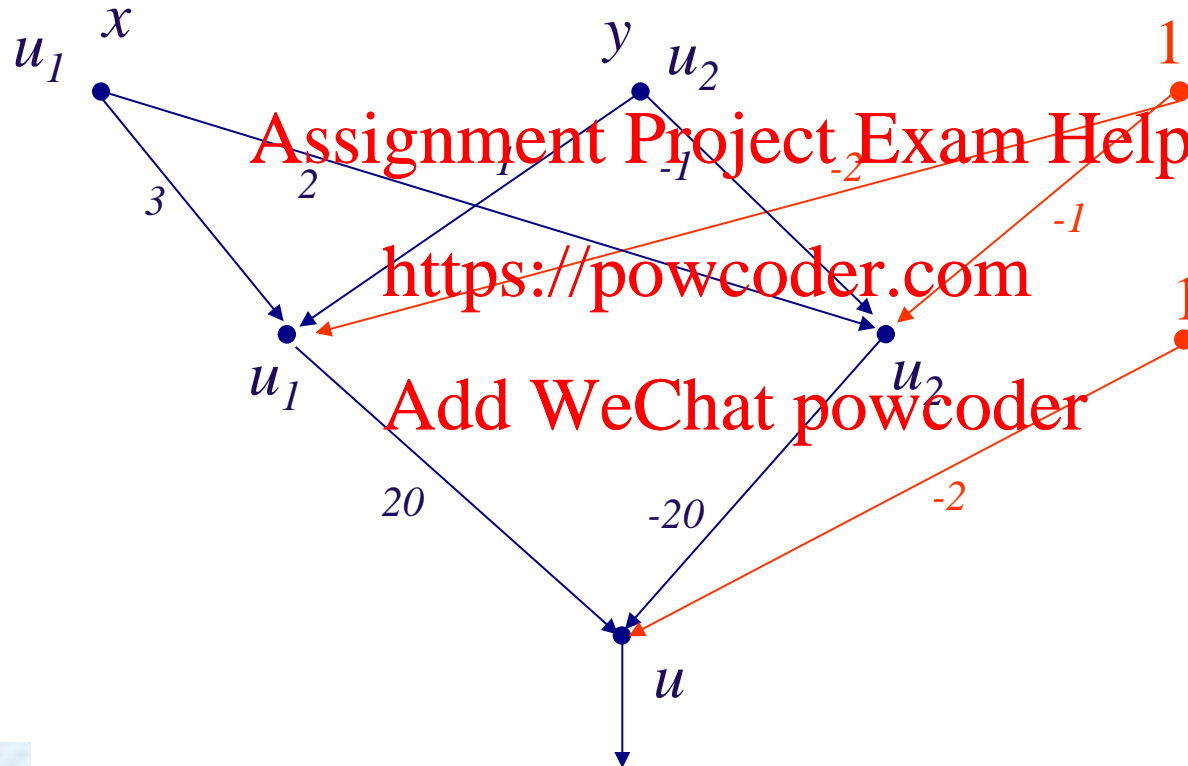 x
u1
y
u2
1
Assignment Project Exam Help
3
2
1
-1
-2
-1
https://powcoder.com
1
u1
u2
Add WeChat powcoder
20
-20
-2
u